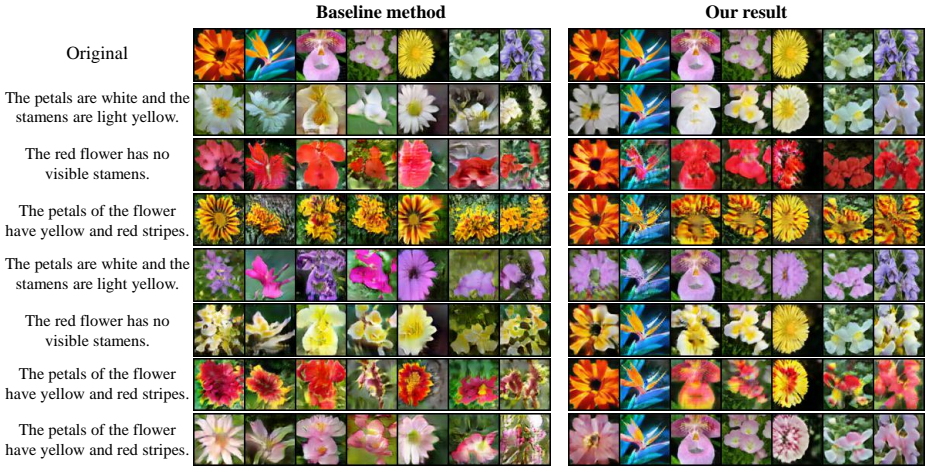 Baseline method
Our result
Original
The petals are white and the
stamens are light yellow.
The red flower has no
visible stamens.
The petals of the flower
have yellow and red stripes.
The petals are white and the
stamens are light yellow.
The red flower has no
visible stamens.
The petals of the flower
have yellow and red stripes.
The petals of the flower
have yellow and red stripes.